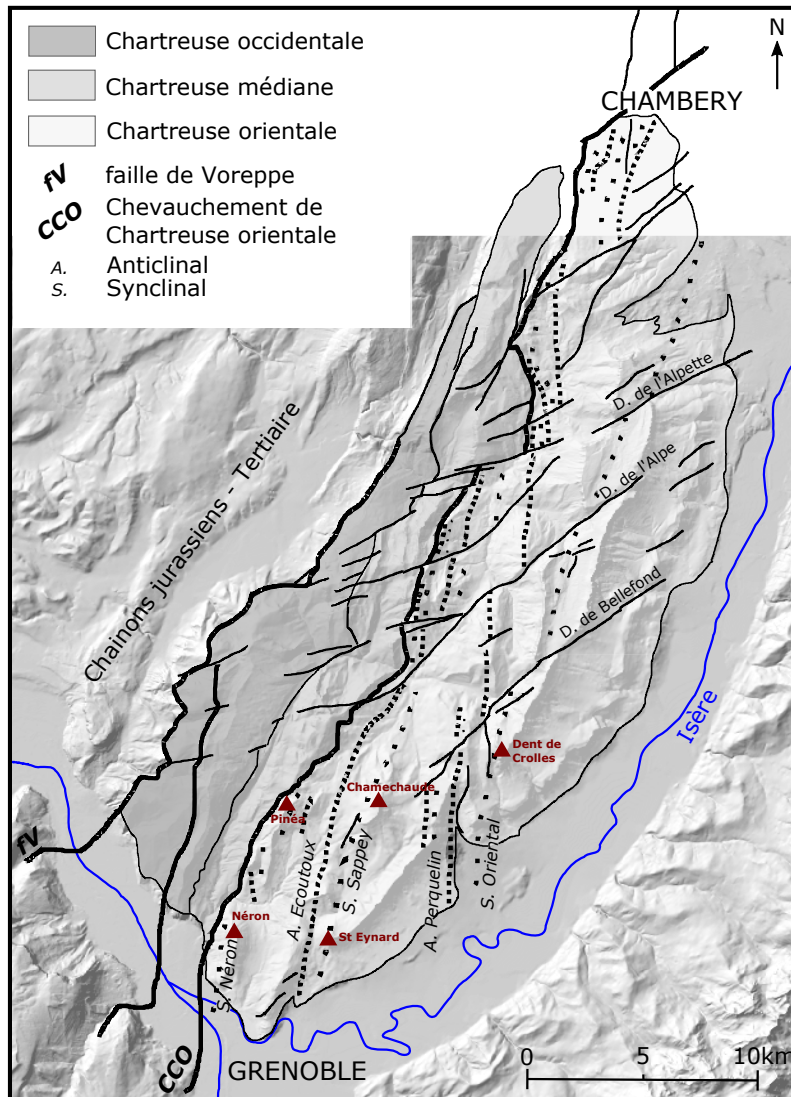 Chartreuse occidentale
Chartreuse médiane
Chartreuse orientale
fV faille de Voreppe
CCO Chevauchement de
Chartreuse orientale
A. Anticlinal
S. Synclinal
N
CHAMBERY
D. de l'Alpette
D. de l'Alpe
D. de Bellefond
Chainons jurassiens - Tertiaire
Isère
Dent de
Crolles
Chamechaude
Pinéa
fV
A. Ecoutoux
S. Sappey
A. Perquelin
S. Oriental
Néron
St Eynard
S. Néron
CCO
GRENOBLE
0 5 10km